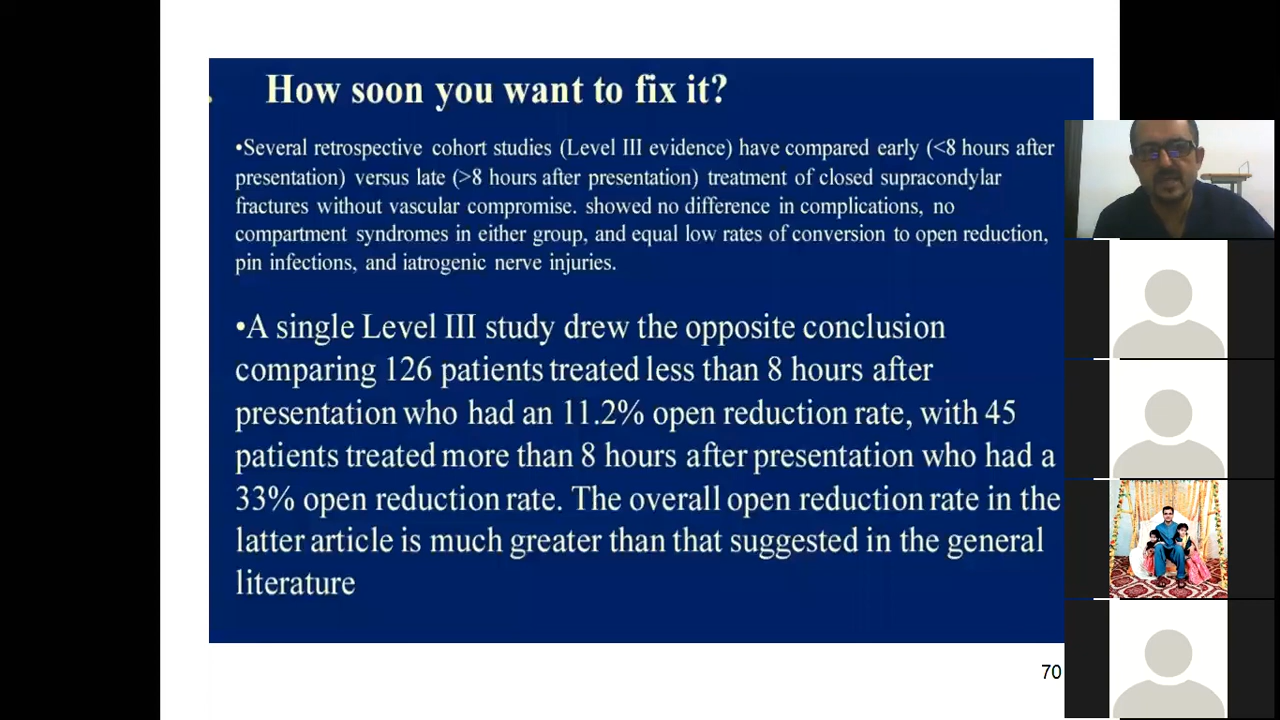 . How soon you want to fix it?
•Several retrospective cohort studies (Level III evidence) have compared early (<8 hours after
presentation) versus late (>8 hours after presentation) treatment of closed supracondylar
fractures without vascular compromise. showed no difference in complications, no
compartment syndromes in either group, and equal low rates of conversion to open reduction,
pin infections, and iatrogenic nerve injuries.
•A single Level III study drew the opposite conclusion
comparing 126 patients treated less than 8 hours after
presentation who had an 11.2% open reduction rate, with 45
patients treated more than 8 hours after presentation who had a
33% open reduction rate. The overall open reduction rate in the
latter article is much greater than that suggested in the general
literature
70